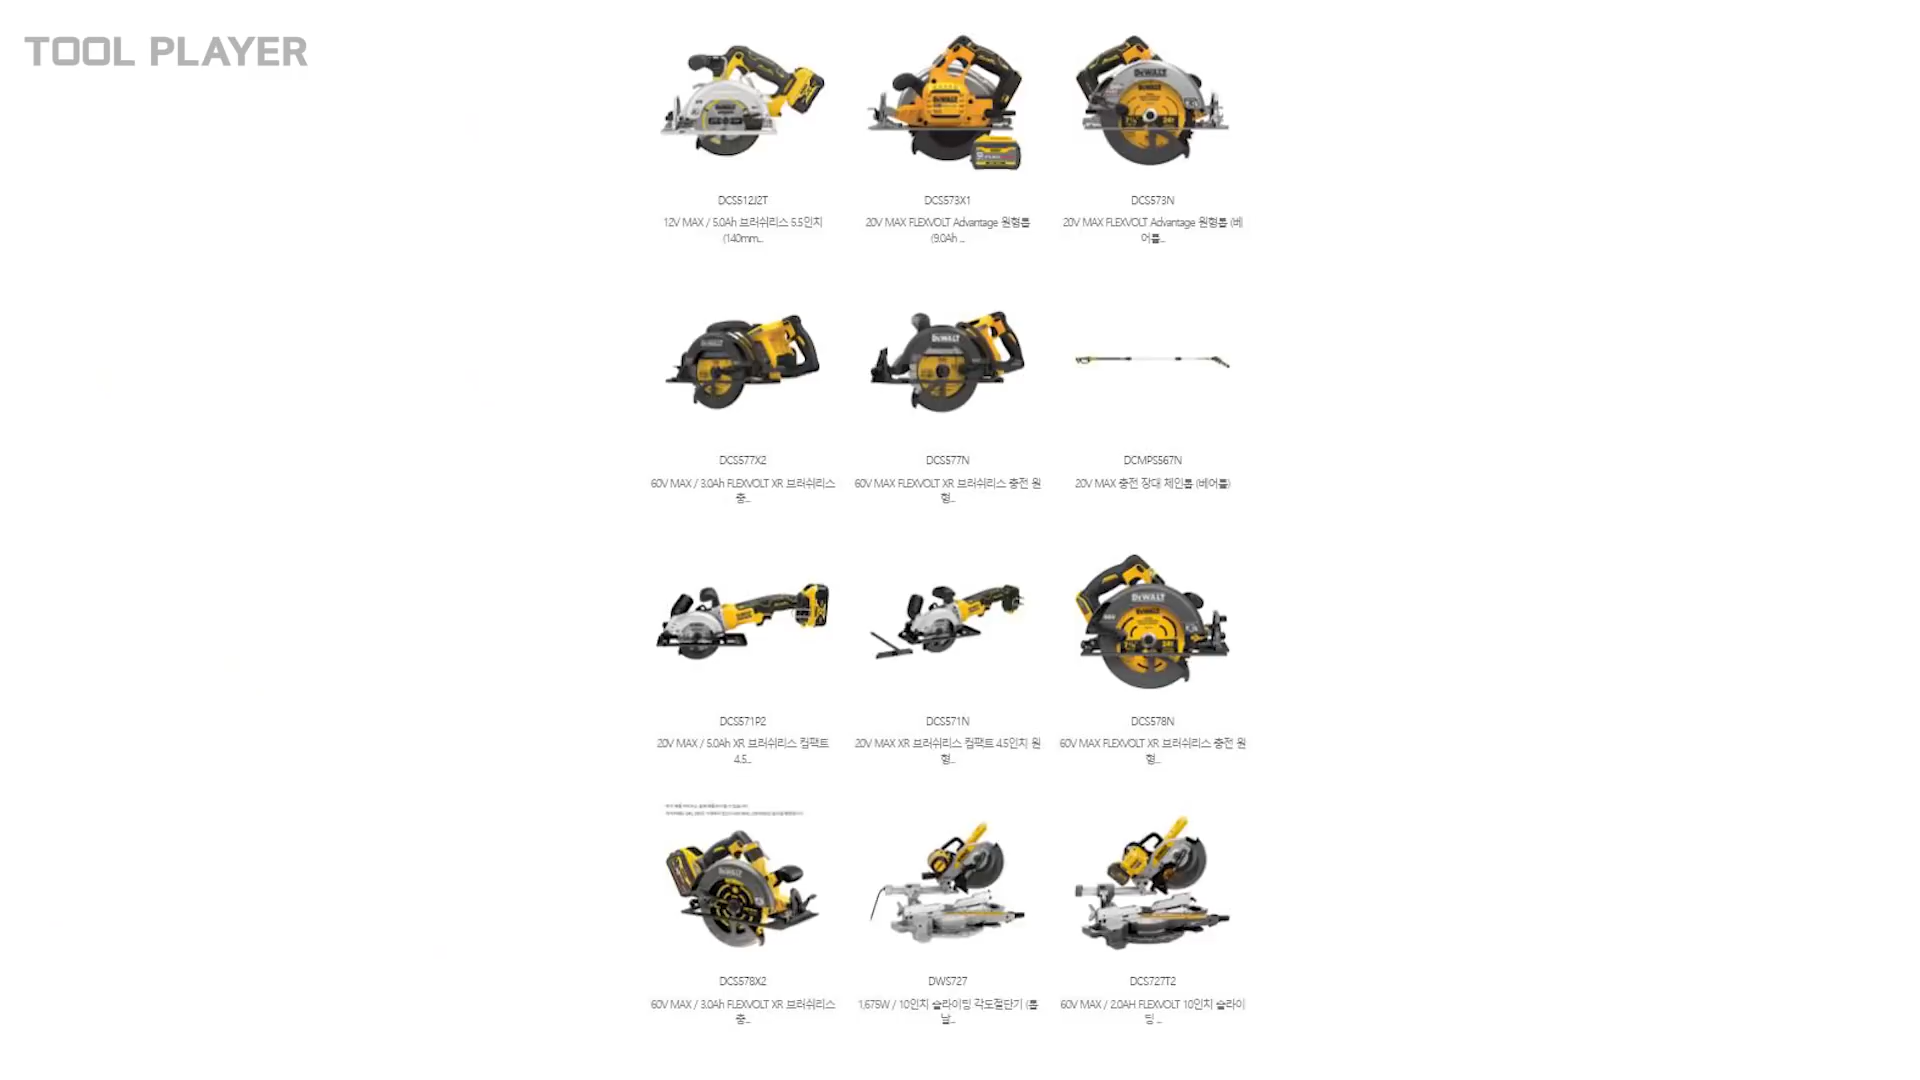 TOOL PLAYER
DCS512J2T
12V MAX / 5.0Ah 브러쉬리스 5.5인치
(140mm...
DCS573X1
20V MAX FLEXVOLT Advantage 원형톱
(9.0Ah ...
DCS573N
20V MAX FLEXVOLT Advantage 원형톱 (베
어툴...
DCS577X2
60V MAX / 3.0Ah FLEXVOLT XR 브러쉬리스
충...
DCS577N
60V MAX FLEXVOLT XR 브러쉬리스 충전 원
형...
DCMPS567N
20V MAX 충전 장대 체인톱 (베어툴)
DCS571P2
20V MAX / 5.0Ah XR 브러쉬리스 컴팩트
4.5...
DCS571N
20V MAX XR 브러쉬리스 컴팩트 4.5인치 원
형...
DCS578N
60V MAX FLEXVOLT XR 브러쉬리스 충전 원
형...
DCS578X2
60V MAX / 3.0Ah FLEXVOLT XR 브러쉬리스
충...
DWS727
1,675W / 10인치 슬라이딩 각도절단기 (톱
날...
DCS727T2
60V MAX / 2.0AH FLEXVOLT 10인치 슬라이
딩 ...